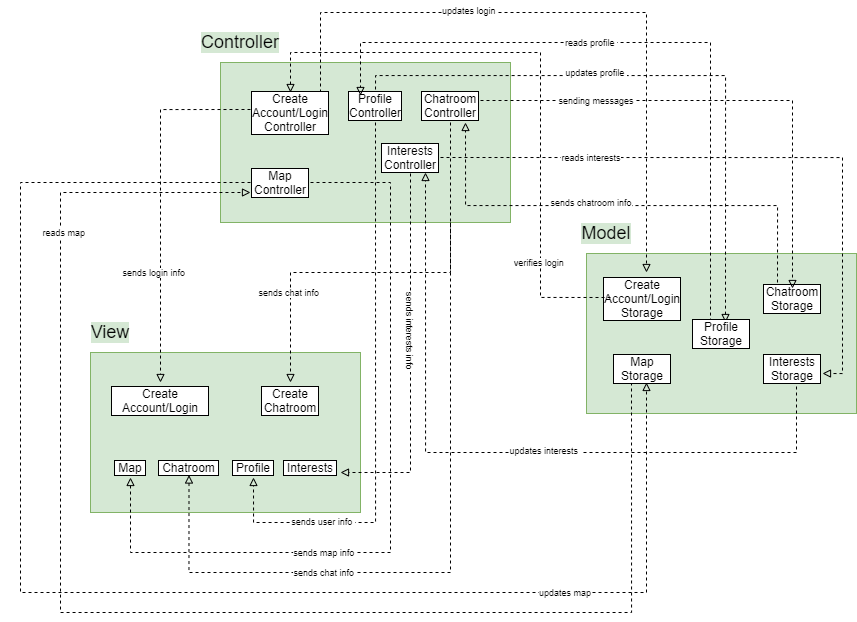 updates login
Controller
reads profile
updates profile
Create
Account/Login
Controller
Profile
Controller
Chatroom
Controller
sending messages
Interests
Controller
reads interests
Map
Controller
sends chatroom info
reads map
Model
verifies login
sends login info
sends chat info
Create
Account/Login
Storage
Chatroom
Storage
sends interests info
Profile
Storage
View
Map
Storage
Interests
Storage
Create
Account/Login
Create
Chatroom
updates interests
Map
Chatroom
Profile
Interests
sends user info
sends map info
sends chat info
updates map